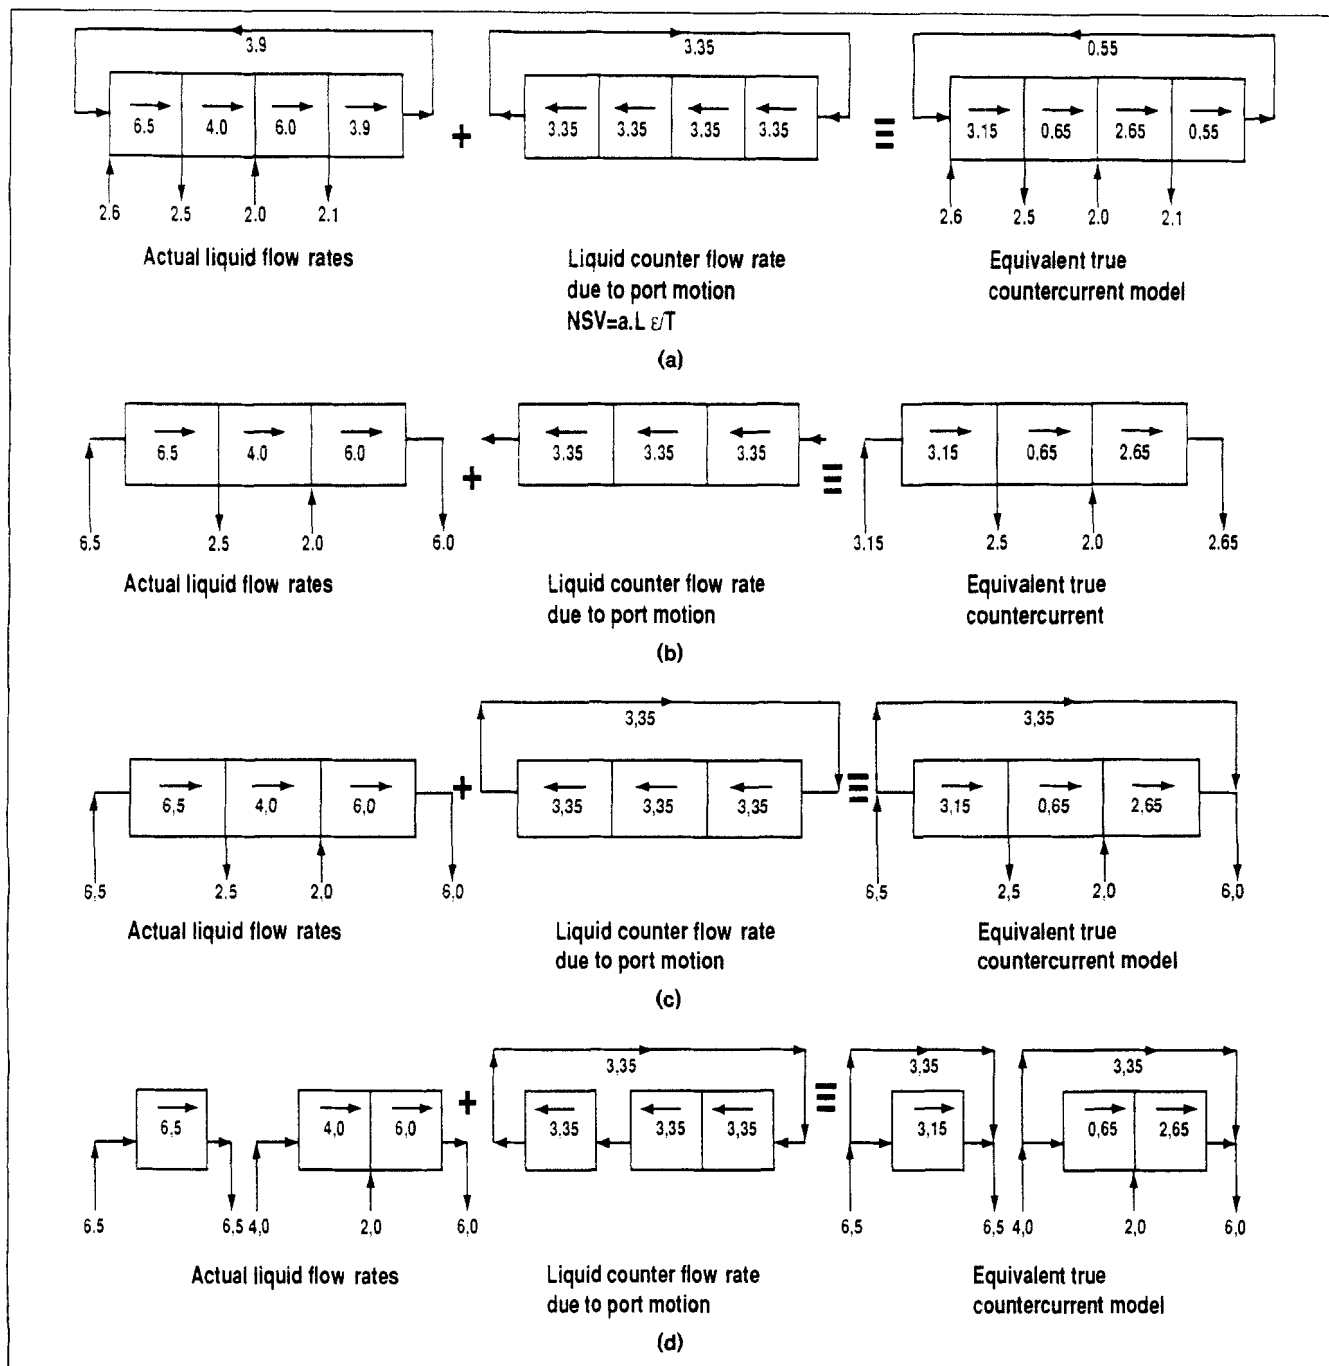 3.9 3.35 0.55
6.5 4.0 6.0 3.9 + 3.35 3.35 3.35 3.35 ≡ 3.15 0.65 2.65 0.55
2.6 2.5 2.0 2.1 2.6 2.5 2.0 2.1
Actual liquid flow rates
Liquid counter flow rate
due to port motion
NSV=a.L ε/T
Equivalent true
countercurrent model
(a)
6.5 4.0 6.0 + 3.35 3.35 3.35 ≡ 3.15 0.65 2.65
6.5 2.5 2.0 6.0 3.15 2.5 2.0 2.65
Actual liquid flow rates
Liquid counter flow rate
due to port motion
Equivalent true
countercurrent
(b)
3,35 3,35
6,5 4,0 6,0 + 3,35 3,35 3,35 ≡ 3,15 0,65 2,65
6,5 2.5 2,0 6,0 6,5 2,5 2,0 6,0
Actual liquid flow rates
Liquid counter flow rate
due to port motion
Equivalent true
countercurrent model
(c)
3,35 3,35 3,35
6,5 4,0 6,0 + 3,35 3,35 3,35 ≡ 3,15 0,65 2,65
6.5 6,5 4,0 2,0 6,0 6,5 6,5 4,0 2,0 6,0
Actual liquid flow rates
Liquid counter flow rate
due to port motion
Equivalent true
countercurrent model
(d)